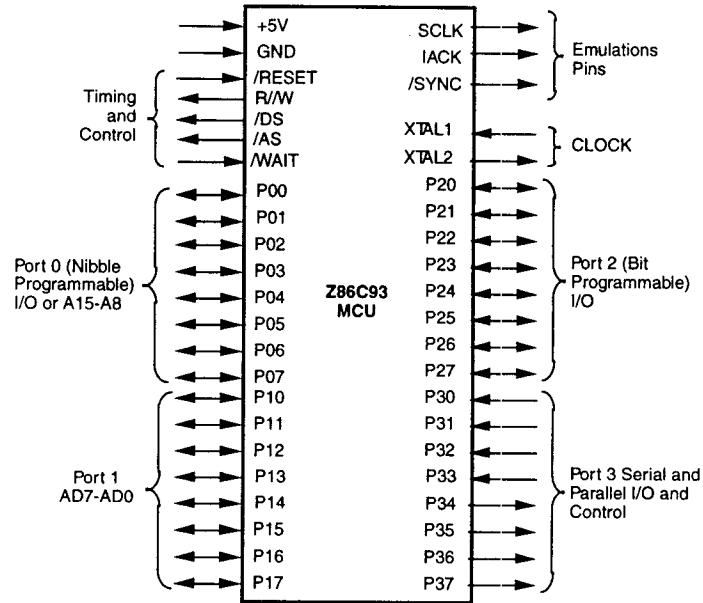 +5V
GND
/RESET
R//W
/DS
/AS
/WAIT
Timing
and
Control
P00
P01
P02
P03
P04
P05
P06
P07
Port 0 (Nibble
Programmable)
I/O or A15-A8
P10
P11
P12
P13
P14
P15
P16
P17
Port 1
AD7-AD0
Z86C93
MCU
SCLK
IACK
/SYNC
Emulations
Pins
XTAL1
XTAL2
CLOCK
P20
P21
P22
P23
P24
P25
P26
P27
Port 2 (Bit
Programmable)
I/O
P30
P31
P32
P33
P34
P35
P36
P37
Port 3 Serial and
Parallel I/O and
Control